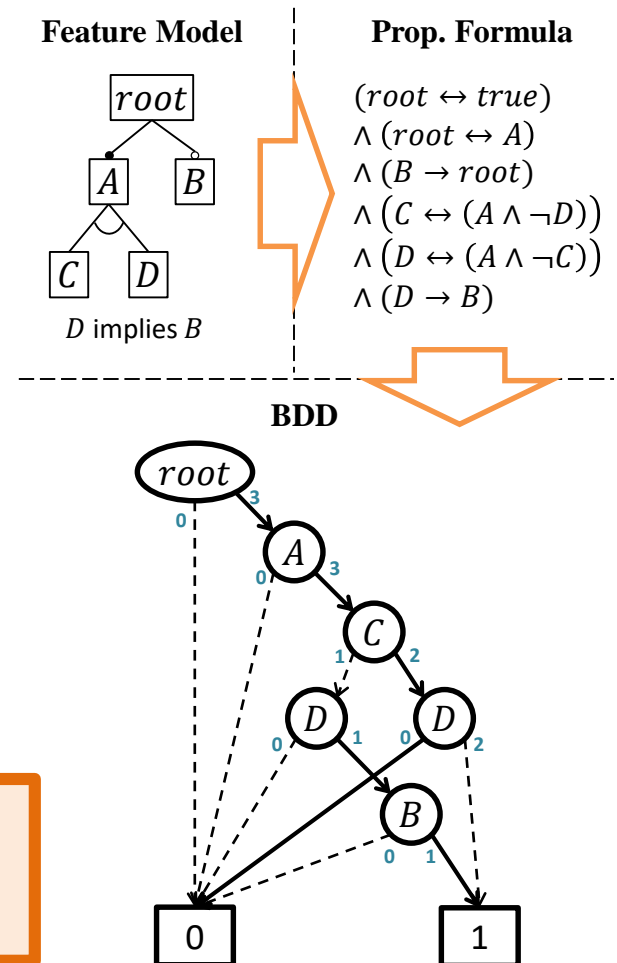 Feature Model
root
A
B
C
D
D implies B
Prop. Formula
(root ↔ true)
∧ (root ↔ A)
∧ (B → root)
∧ (C ↔ (A ∧ ¬D))
∧ (D ↔ (A ∧ ¬C))
∧ (D → B)
BDD
root
0
3
A
0
3
C
1
2
D
0
1
D
0
2
B
0
1
0
1